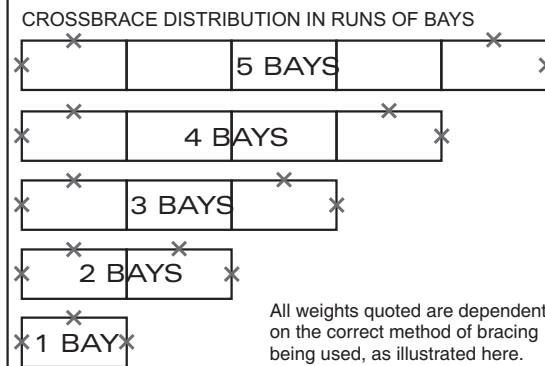 CROSSBRACE DISTRIBUTION IN RUNS OF BAYS
5 BAYS
4 BAYS
3 BAYS
2 BAYS
1 BAY
All weights quoted are dependent
on the correct method of bracing
being used, as illustrated here.